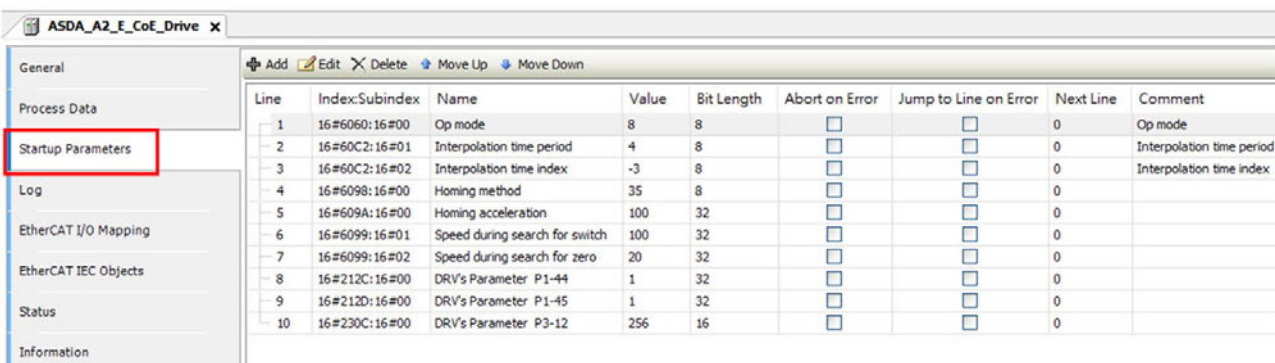 ASDA_A2_E_CoE_Drive X
General
Process Data
Startup Parameters
Log
EtherCAT I/O Mapping
EtherCAT IEC Objects
Status
Information
Add Edit Delete Move Up Move Down
Line Index:Subindex Name Value Bit Length Abort on Error Jump to Line on Error Next Line Comment
1 16#6060:16#00 Op mode 8 8 0 Op mode
2 16#60C2:16#01 Interpolation time period 4 8 0 Interpolation time period
3 16#60C2:16#02 Interpolation time index -3 8 0 Interpolation time index
4 16#6098:16#00 Homing method 35 8 0
5 16#609A:16#00 Homing acceleration 100 32 0
6 16#6099:16#01 Speed during search for switch 100 32 0
7 16#6099:16#02 Speed during search for zero 20 32 0
8 16#212C:16#00 DRV's Parameter P1-44 1 32 0
9 16#212D:16#00 DRV's Parameter P1-45 1 32 0
10 16#230C:16#00 DRV's Parameter P3-12 256 16 0